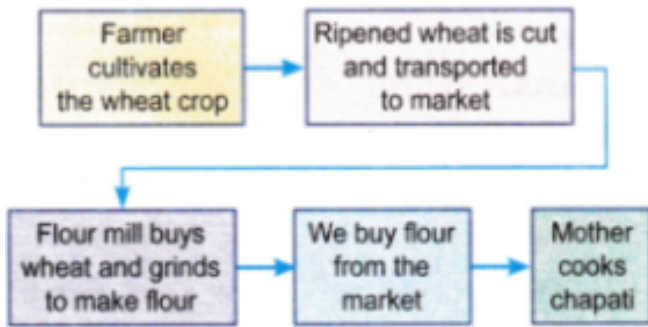 Farmer
cultivates
the wheat crop
Ripened wheat is cut
and transported
to market
Flour mill buys
wheat and grinds
to make flour
We buy flour
from the
market
Mother
cooks
chapati